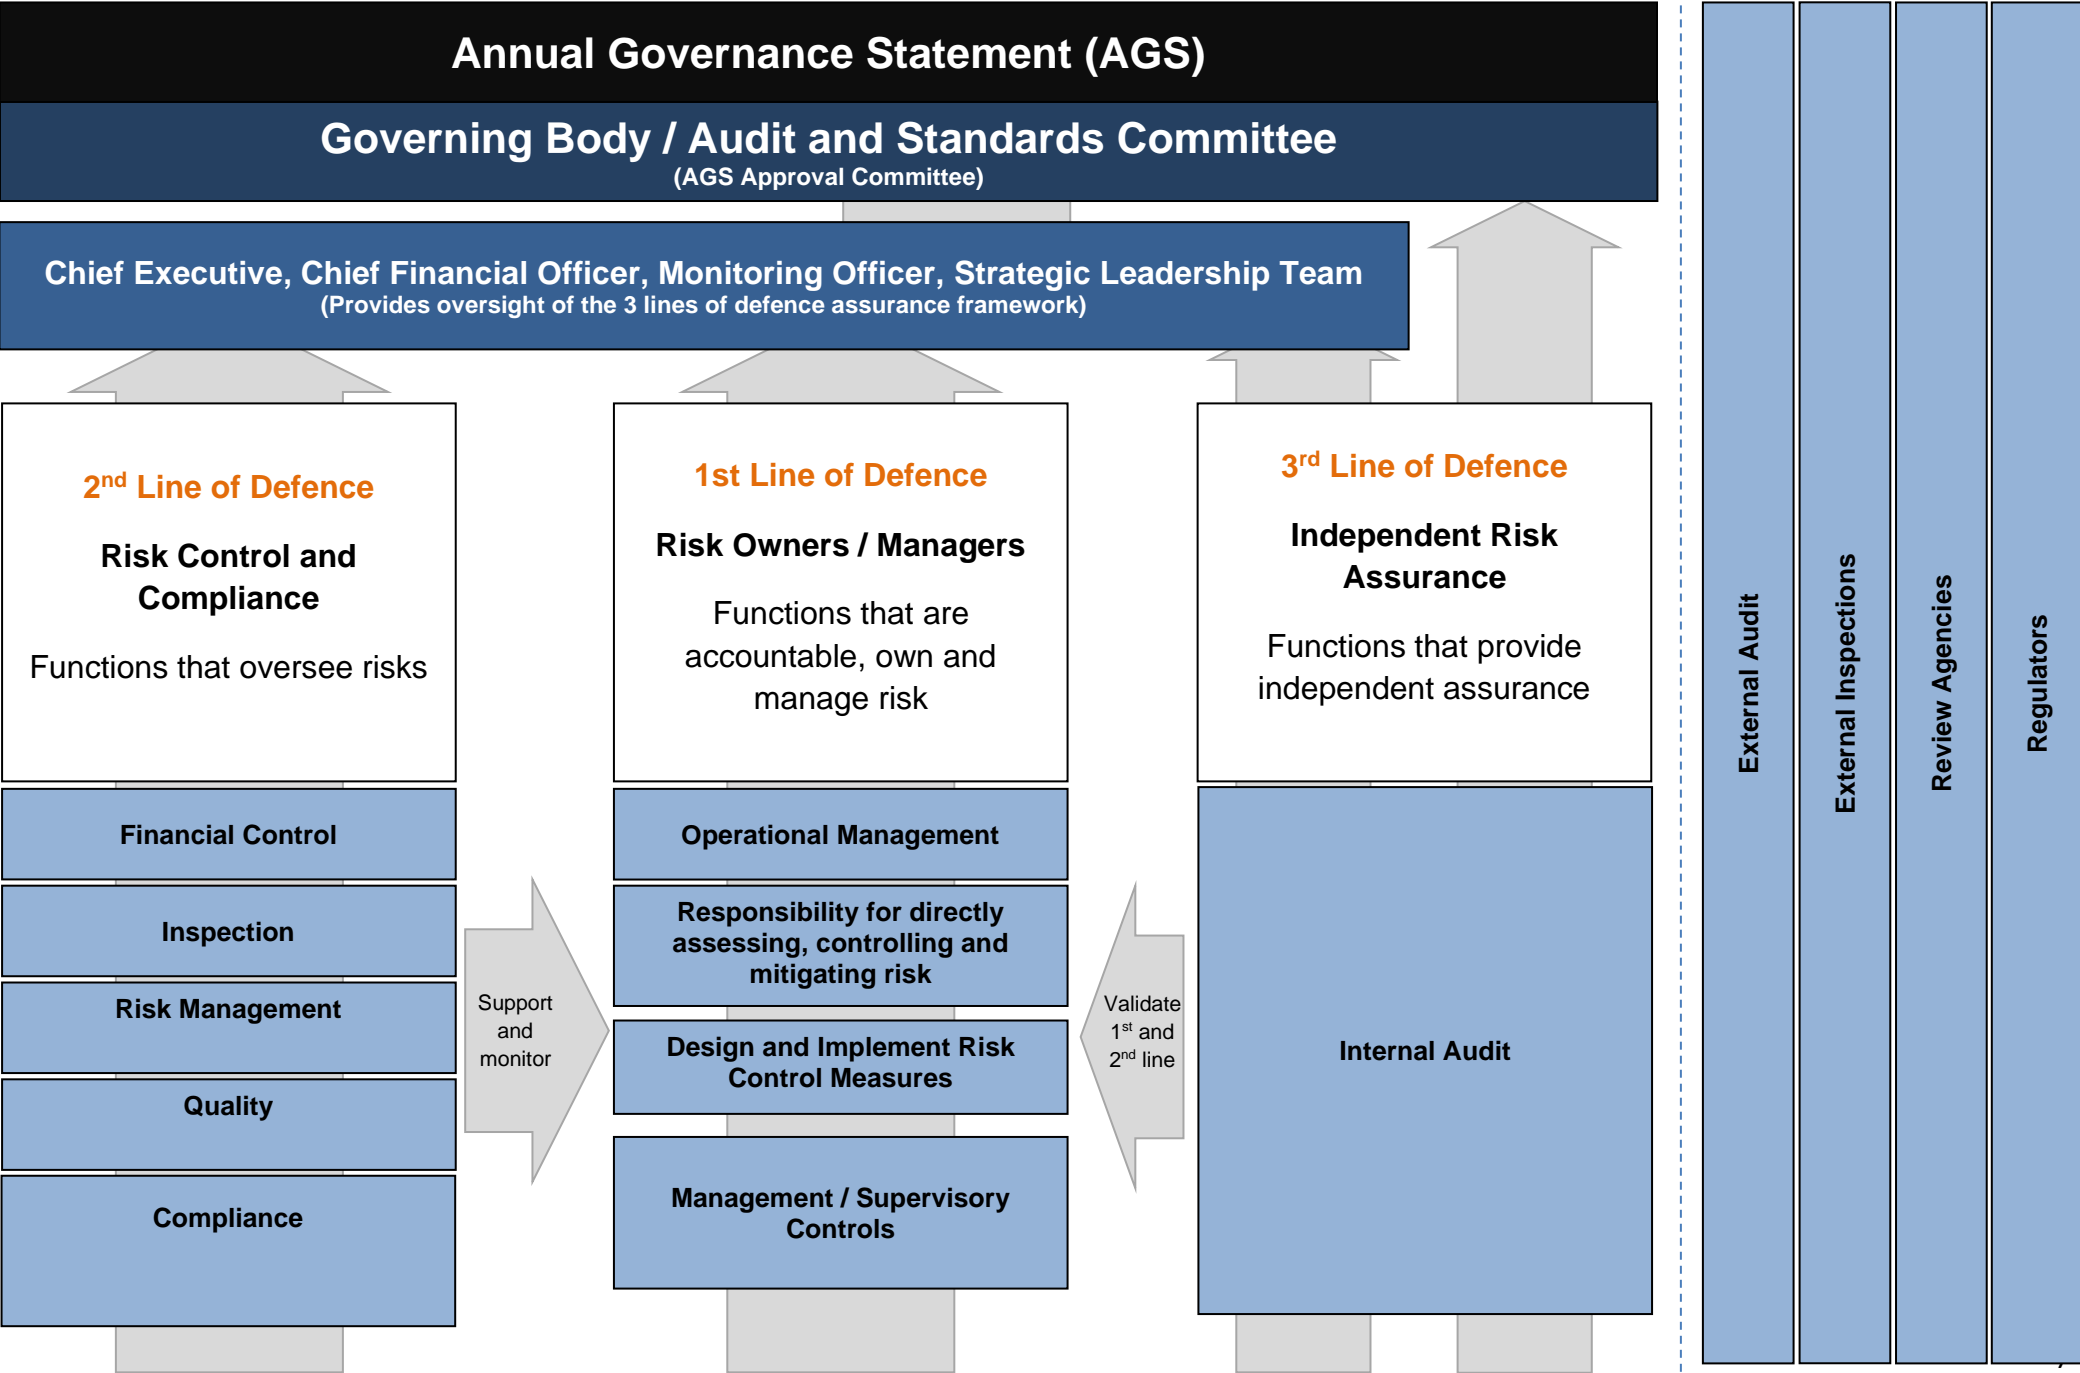 Annual Governance Statement (AGS)
Governing Body / Audit and Standards Committee
(AGS Approval Committee)
Chief Executive, Chief Financial Officer, Monitoring Officer, Strategic Leadership Team
(Provides oversight of the 3 lines of defence assurance framework)
2nd Line of Defence
Risk Control and
Compliance
Functions that oversee risks
Financial Control
Inspection
Risk Management
Quality
Compliance
Support
and
monitor
1st Line of Defence
Risk Owners / Managers
Functions that are
accountable, own and
manage risk
Operational Management
Responsibility for directly
assessing, controlling and
mitigating risk
Design and Implement Risk
Control Measures
Management / Supervisory
Controls
Validate
1st and
2nd line
3rd Line of Defence
Independent Risk
Assurance
Functions that provide
independent assurance
Internal Audit
External Audit
External Inspections
Review Agencies
Regulators